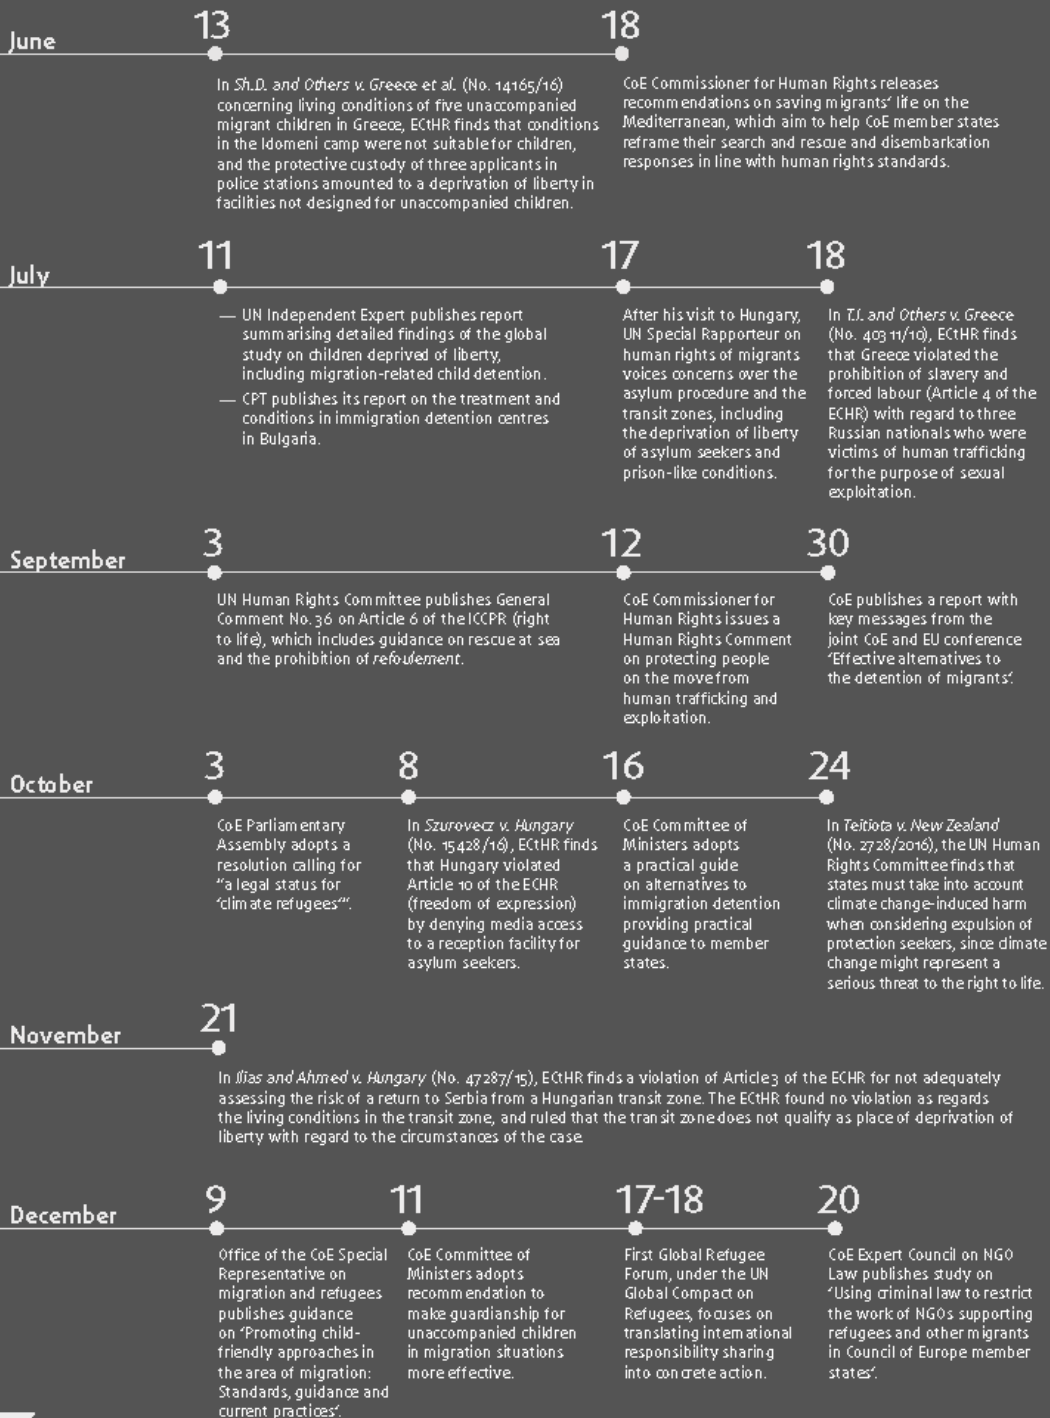 June
13
In Sh.D. and Others v. Greece et al. (No. 14165/16)
concerning living conditions of five unaccompanied
migrant children in Greece, ECtHR finds that conditions
in the Idomeni camp were not suitable for children,
and the protective custody of three applicants in
police stations amounted to a deprivation of liberty in
facilities not designed for unaccompanied children.
18
CoE Commissioner for Human Rights releases
recommendations on saving migrants’ life on the
Mediterranean, which aim to help CoE member states
reframe their search and rescue and disembarkation
responses in line with human rights standards.
July
11
— UN Independent Expert publishes report
summarising detailed findings of the global
study on children deprived of liberty,
including migration-related child detention.
— CPT publishes its report on the treatment and
conditions in immigration detention centres
in Bulgaria.
17
After his visit to Hungary,
UN Special Rapporteur on
human rights of migrants
voices concerns over the
asylum procedure and the
transit zones, including
the deprivation of liberty
of asylum seekers and
prison-like conditions.
18
In T.I. and Others v. Greece
(No. 40311/10), ECtHR finds
that Greece violated the
prohibition of slavery and
forced labour (Article 4 of the
ECHR) with regard to three
Russian nationals who were
victims of human trafficking
for the purpose of sexual
exploitation.
September
3
UN Human Rights Committee publishes General
Comment No. 36 on Article 6 of the ICCPR (right
to life), which includes guidance on rescue at sea
and the prohibition of refoulement.
12
CoE Commissioner for
Human Rights issues a
Human Rights Comment
on protecting people
on the move from
human trafficking and
exploitation.
30
CoE publishes a report with
key messages from the
joint CoE and EU conference
‘Effective alternatives to
the detention of migrants’.
October
3
CoE Parliamentary
Assembly adopts a
resolution calling for
“a legal status for
‘climate refugees’”.
8
In Szurovecz v. Hungary
(No. 15428/16), ECtHR finds
that Hungary violated
Article 10 of the ECHR
(freedom of expression)
by denying media access
to a reception facility for
asylum seekers.
16
CoE Committee of
Ministers adopts
a practical guide
on alternatives to
immigration detention
providing practical
guidance to member
states.
24
In Teitiota v. New Zealand
(No. 2728/2016), the UN Human
Rights Committee finds that
states must take into account
climate change-induced harm
when considering expulsion of
protection seekers, since climate
change might represent a
serious threat to the right to life.
November
21
In Ilias and Ahmed v. Hungary (No. 47287/15), ECtHR finds a violation of Article 3 of the ECHR for not adequately
assessing the risk of a return to Serbia from a Hungarian transit zone. The ECtHR found no violation as regards
the living conditions in the transit zone, and ruled that the transit zone does not qualify as place of deprivation of
liberty with regard to the circumstances of the case
December
9
Office of the CoE Special
Representative on
migration and refugees
publishes guidance
on ‘Promoting child-
friendly approaches in
the area of migration:
Standards, guidance and
current practices’.
11
CoE Committee of
Ministers adopts
recommendation to
make guardianship for
unaccompanied children
in migration situations
more effective.
17-18
First Global Refugee
Forum, under the UN
Global Compact on
Refugees, focuses on
translating international
responsibility sharing
into concrete action.
20
CoE Expert Council on NGO
Law publishes study on
‘Using criminal law to restrict
the work of NGOs supporting
refugees and other migrants
in Council of Europe member
states’.